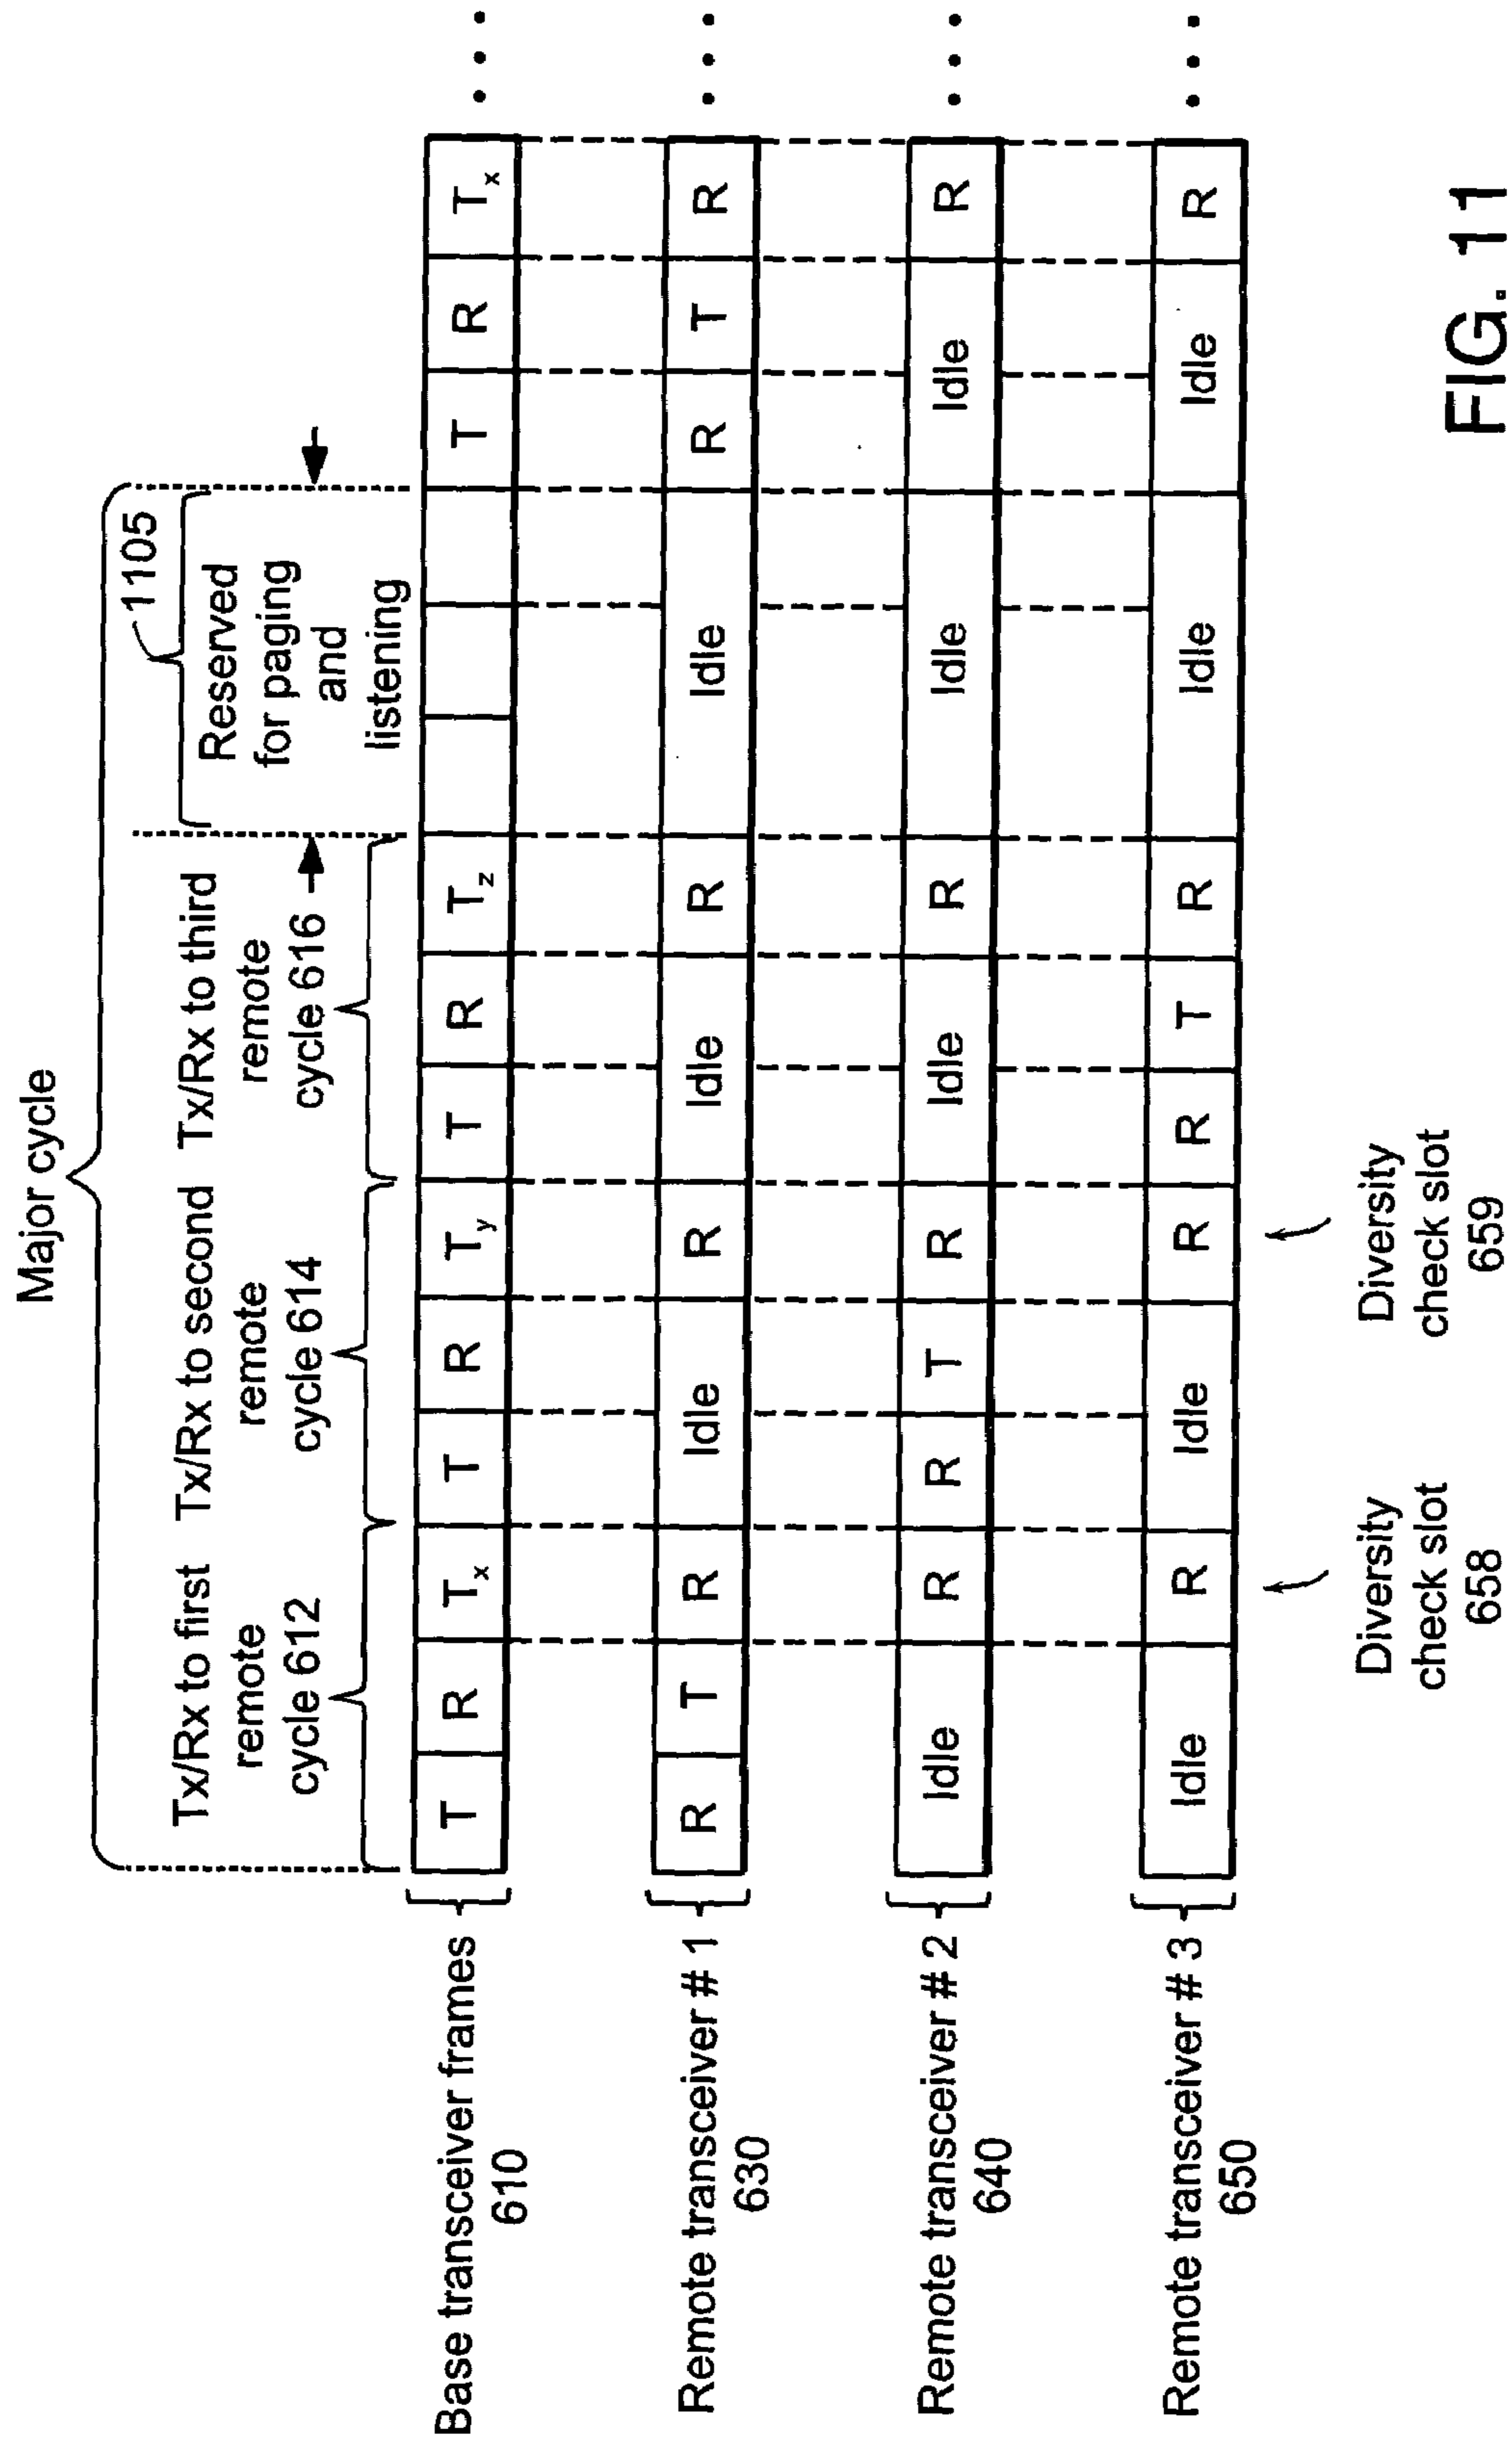 Major cycle
1105
Tx/Rx to first
remote
cycle 612
Tx/Rx to second
remote
cycle 614
Tx/Rx to third
remote
cycle 616
Reserved
for paging
and
listening
Base transceiver frames
610
T R Tx T R Ty T R Tz T R Tx
Remote transceiver # 1
630
R T R Idle R Idle R Idle R T R
Remote transceiver # 2
640
Idle R R T R Idle R Idle Idle R
Remote transceiver # 3
650
Idle R Idle R R T R Idle Idle R
Diversity
check slot
658
Diversity
check slot
659
FIG. 11